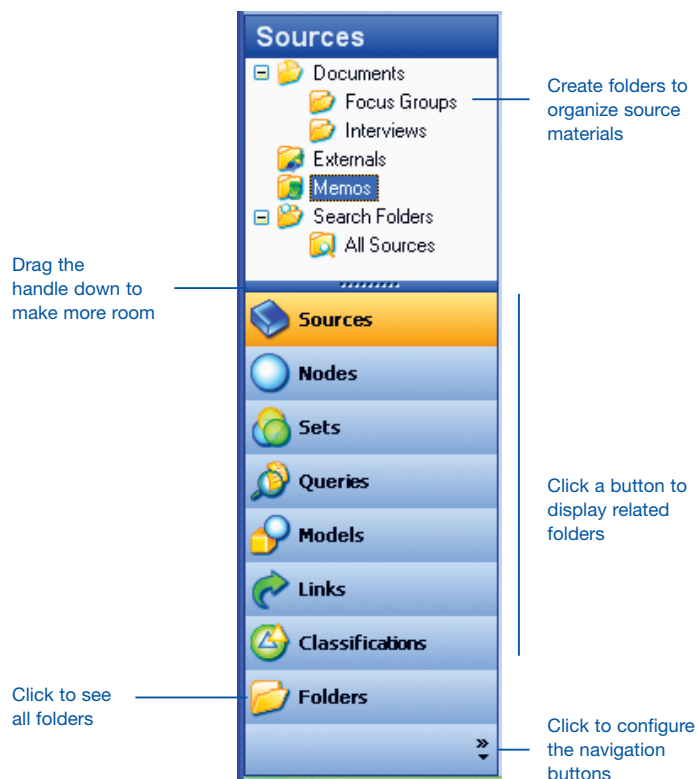 Sources
Documents
Focus Groups
Interviews
Externals
Memos
Search Folders
All Sources
Create folders to
organize source
materials
Drag the
handle down to
make more room
Sources
Nodes
Sets
Queries
Models
Links
Classifications
Folders
Click a button to
display related
folders
Click to see
all folders
Click to configure
the navigation
buttons